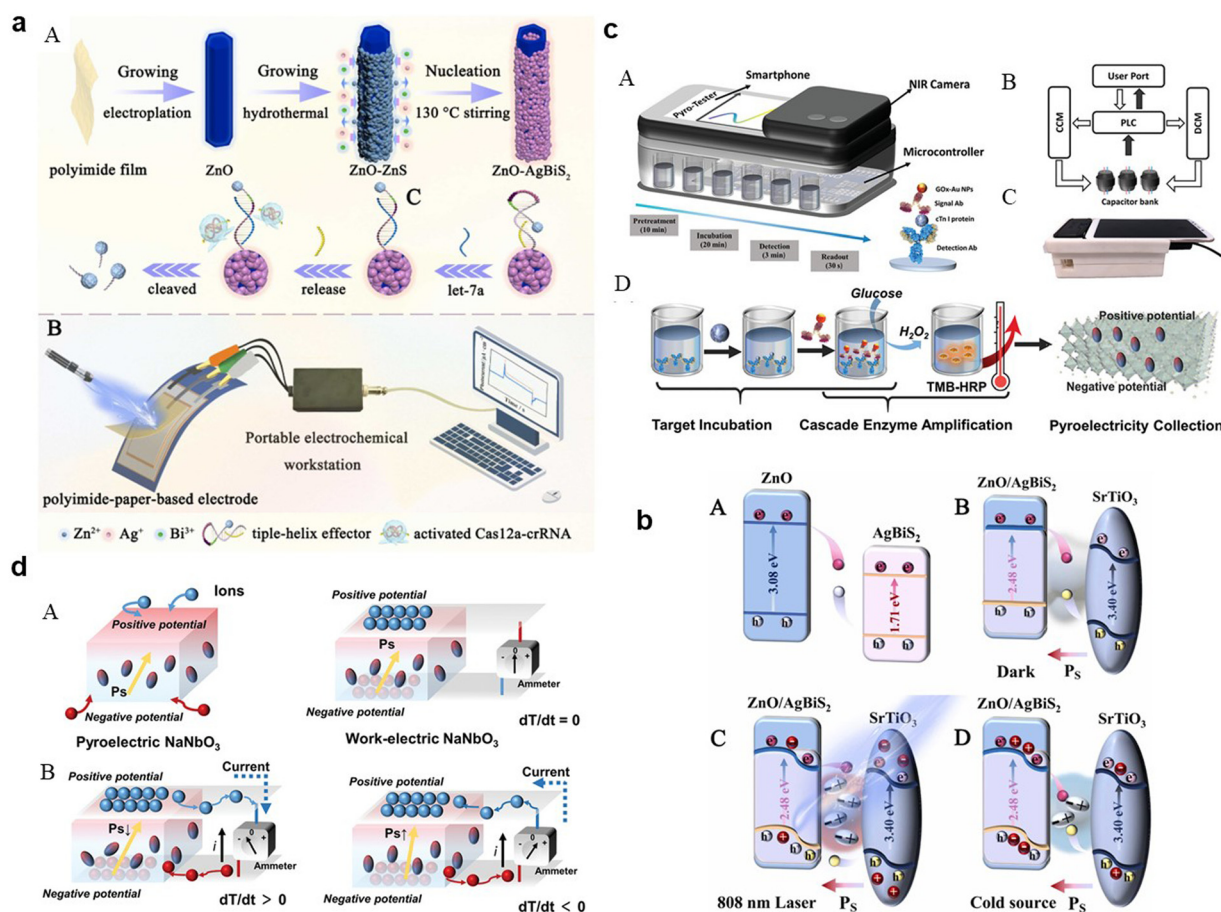 a
A
Growing
electroplation
Growing
hydrothermal
Nucleation
130 °C stirring
polyimide film
ZnO
ZnO-ZnS
ZnO-AgBiS₂
C
cleaved
release
let-7a
B
Time / s
Portable electrochemical
workstation
polyimide-paper-based electrode
Zn²⁺ Ag⁺ Bi³⁺ tiple-helix effector activated Cas12a-crRNA
c
A
Smartphone
NIR Camera
Pyro-Tester
Microcontroller
GOx-Au NPs
Signal Ab
cTn I protein
Detection Ab
Pretreatment
(10 min)
Incubation
(20 min)
Detection
(3 min)
Readout
(30 s)
B
User Port
CCM
PLC
DCM
Capacitor bank
C
D
Glucose
H₂O₂
TMB-HRP
Positive potential
Negative potential
Target Incubation
Cascade Enzyme Amplification
Pyroelectricity Collection
b
A
ZnO
3.08 eV
AgBiS₂
1.71 eV
e e
h h
e e
h h
B
ZnO/AgBiS₂
SrTiO₃
2.48 eV
3.40 eV
e e
h h
e e
h h
Dark
Pₛ
C
ZnO/AgBiS₂
SrTiO₃
2.48 eV
3.40 eV
808 nm Laser
Pₛ
D
ZnO/AgBiS₂
SrTiO₃
2.48 eV
3.40 eV
Cold source
Pₛ
d
A
Ions
Positive potential
Ps
Negative potential
Pyroelectric NaNbO₃
Positive potential
Ps
Negative potential
- 0 +
Ammeter
dT/dt = 0
Work-electric NaNbO₃
B
Positive potential
Current
Ps↓
i
- 0 +
Ammeter
Negative potential
dT/dt > 0
Positive potential
Current
Ps↑
i
- 0 +
Ammeter
Negative potential
dT/dt < 0